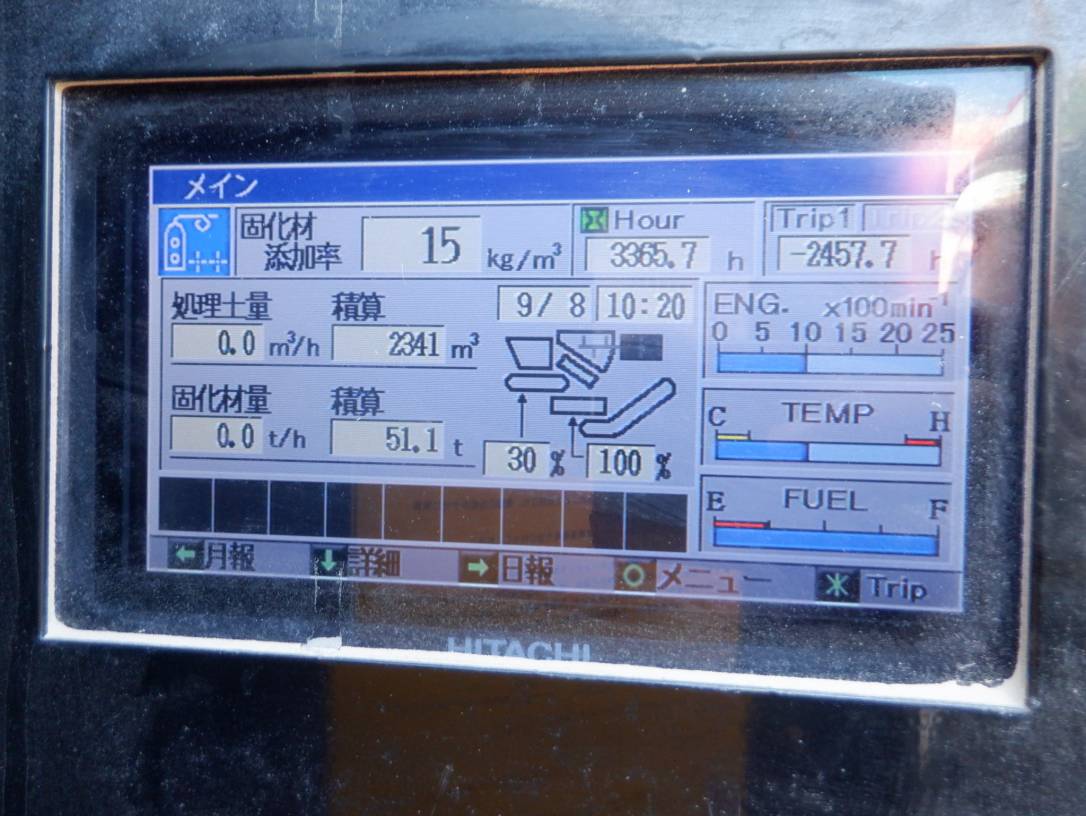 メイン
固化材
添加率 15 kg/m³
Hour
3365.7 h
Trip1
-2457.7 h
処理土量 積算
0.0 m³/h 2341 m³
9/ 8 10:20
固化材量 積算
0.0 t/h 51.1 t
30 % 100 %
ENG. x100min⁻¹
0 5 10 15 20 25
C TEMP H
E FUEL F
月報 詳細 日報 メニュー Trip
HITACHI